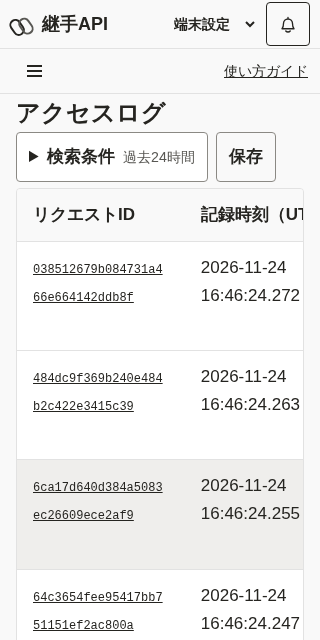 継手API
端末設定
使い方ガイド
アクセスログ
検索条件 過去24時間
保存
リクエストID 記録時刻（UT
038512679b084731a4
66e664142ddb8f
2026-11-24
16:46:24.272
484dc9f369b240e484
b2c422e3415c39
2026-11-24
16:46:24.263
6ca17d640d384a5083
ec26609ece2af9
2026-11-24
16:46:24.255
64c3654fee95417bb7
51151ef2ac800a
2026-11-24
16:46:24.247